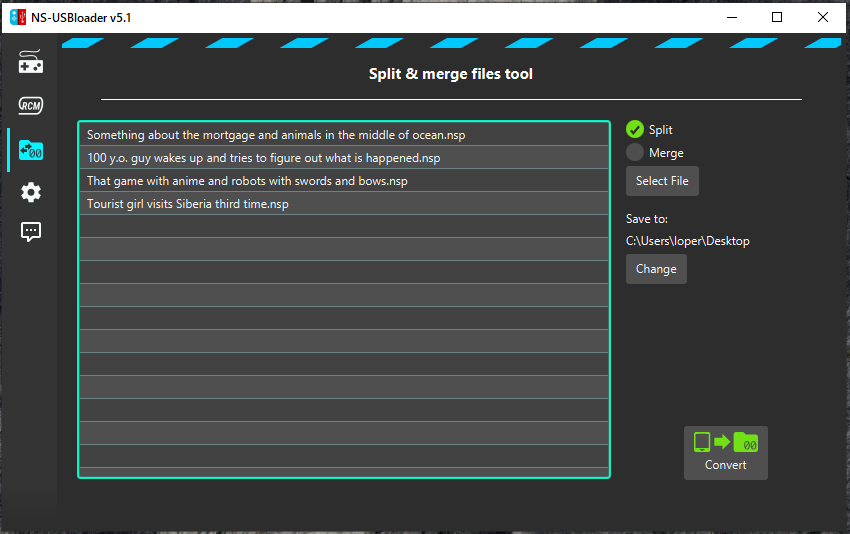 NS-USBloader v5.1
Split & merge files tool
RCM
00
Something about the mortgage and animals in the middle of ocean.nsp
100 y.o. guy wakes up and tries to figure out what is happened.nsp
That game with anime and robots with swords and bows.nsp
Tourist girl visits Siberia third time.nsp
Split
Merge
Select File
Save to:
C:\Users\loper\Desktop
Change
00
Convert